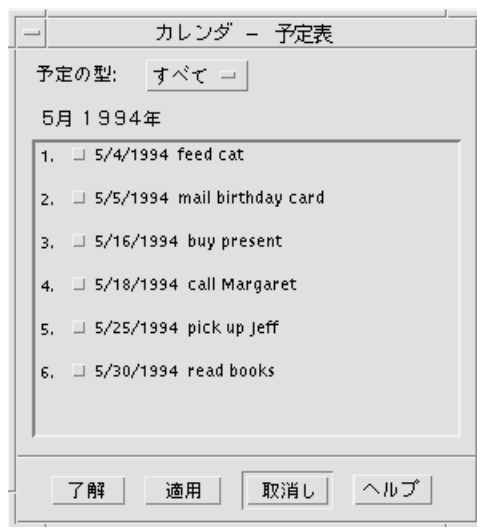 カレンダ － 予定表
予定の型: すべて
5月 1994年
1. 5/4/1994 feed cat
2. 5/5/1994 mail birthday card
3. 5/16/1994 buy present
4. 5/18/1994 call Margaret
5. 5/25/1994 pick up Jeff
6. 5/30/1994 read books
了解 適用 取消し ヘルプ